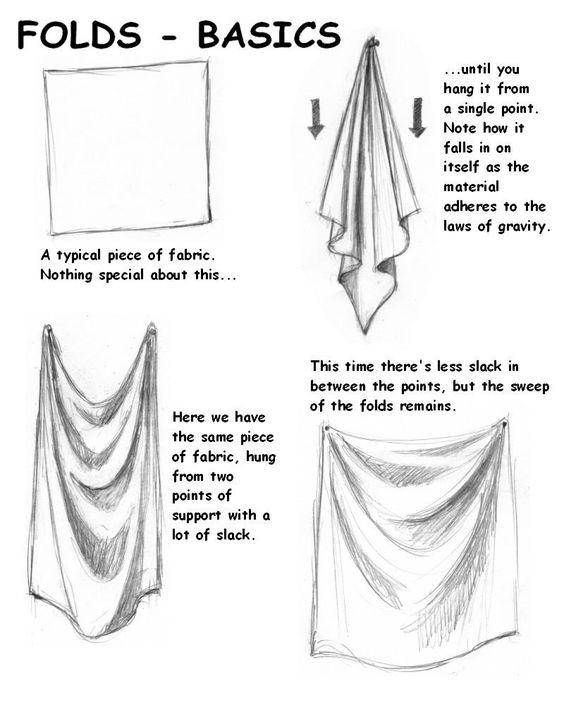 FOLDS - BASICS
A typical piece of fabric.
Nothing special about this...
...until you
hang it from
a single point.
Note how it
falls in on
itself as the
material
adheres to the
laws of gravity.
Here we have
the same piece
of fabric, hung
from two
points of
support with a
lot of slack.
This time there's less slack in
between the points, but the sweep
of the folds remains.